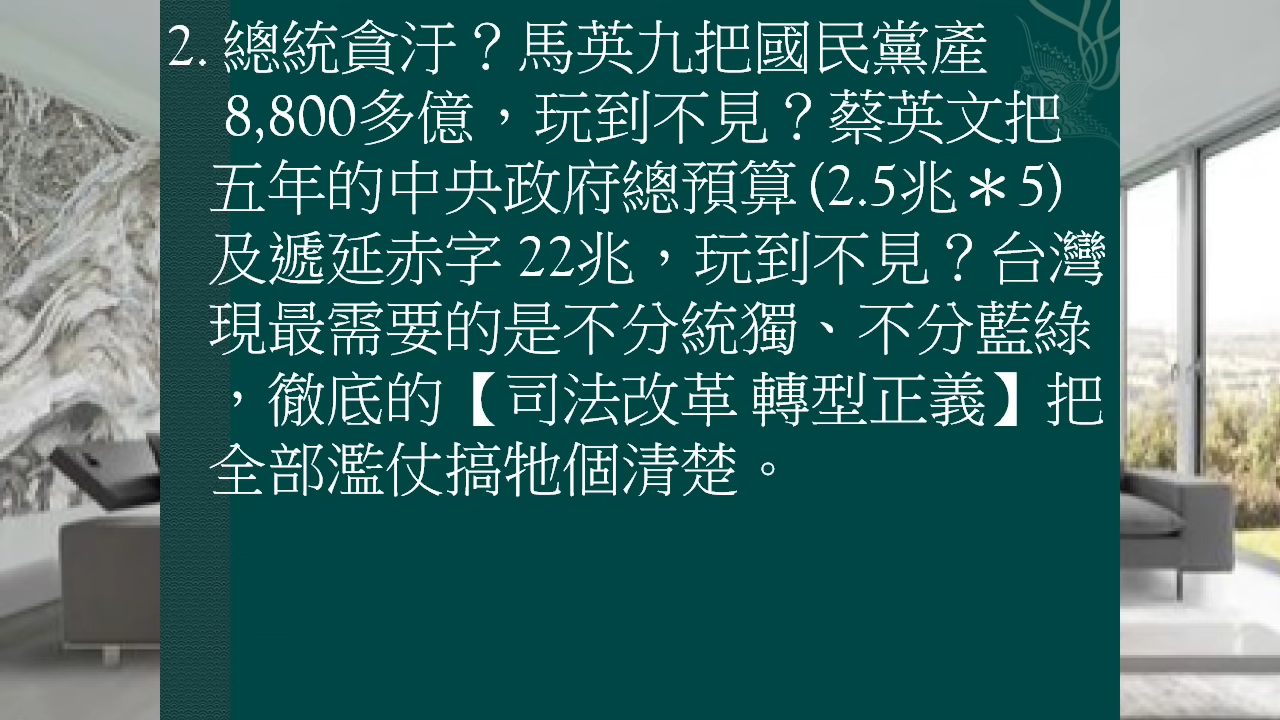 2. 總統貪汙？馬英九把國民黨產
8,800多億，玩到不見？蔡英文把
五年的中央政府總預算(2.5兆＊5)
及遞延赤字 22兆，玩到不見？台灣
現最需要的是不分統獨、不分藍綠
，徹底的【司法改革 轉型正義】把
全部濫仗搞牠個清楚。